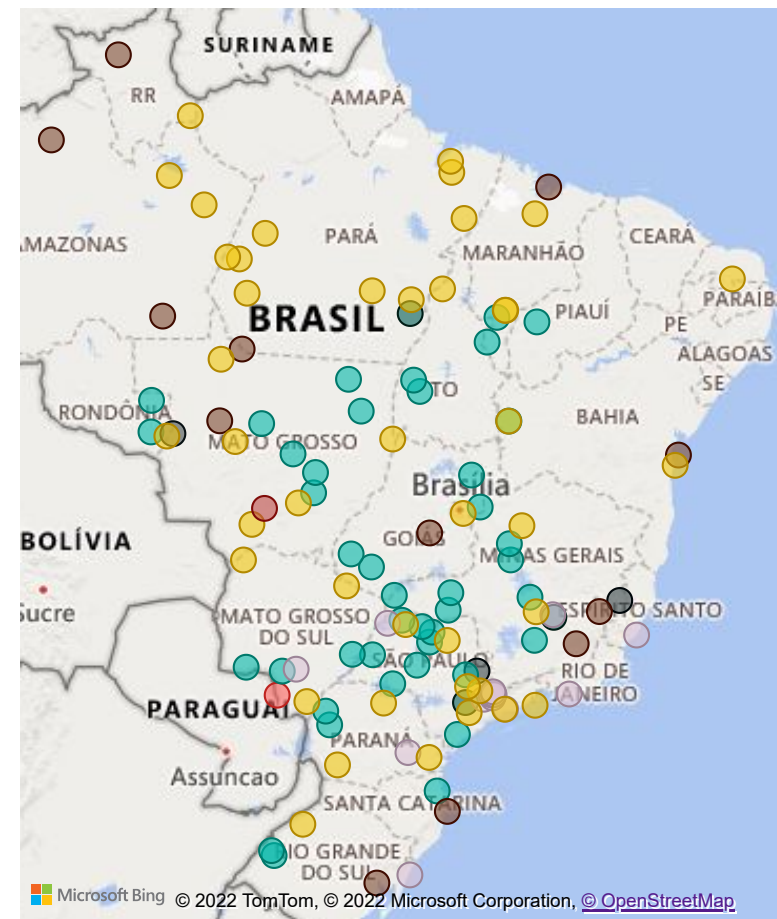 SURINAME
RR
AMAPÁ
AMAZONAS
PARÁ
MARANHÃO
CEARÁ
BRASIL
PIAUÍ
PARAÍB
PE
ALAGOAS
SE
TO
RONDÔNIA
MATO GROSSO
BAHIA
Brasília
GOIÁS
MINAS GERAIS
BOLÍVIA
Sucre
MATO GROSSO
DO SUL
ESPÍRITO SANTO
SÃO PAULO
RIO DE
JANEIRO
PARAGUAI
PARANÁ
Assuncao
SANTA CATARINA
RIO GRANDE
DO SUL
Microsoft Bing © 2022 TomTom, © 2022 Microsoft Corporation, © OpenStreetMap